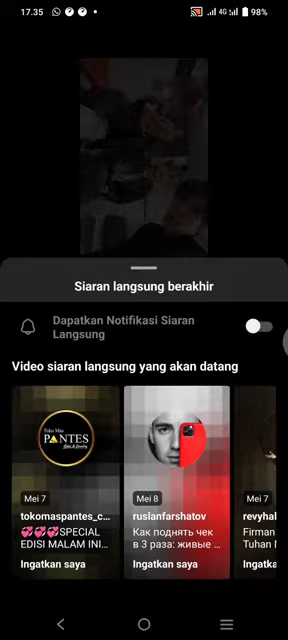 17.35
4G
98%
Siaran langsung berakhir
Dapatkan Notifikasi Siaran
Langsung
Video siaran langsung yang akan datang
Toko Mas
PANTES
Mei 7
tokomaspantes_c...
💞💞💞SPECIAL
EDISI MALAM INI...
Ingatkan saya
Mei 8
ruslanfarshatov
Как поднять чек
в 3 раза: живые ...
Ingatkan saya
Mei 7
revyhal
Firman
Tuhan M
Ingatka